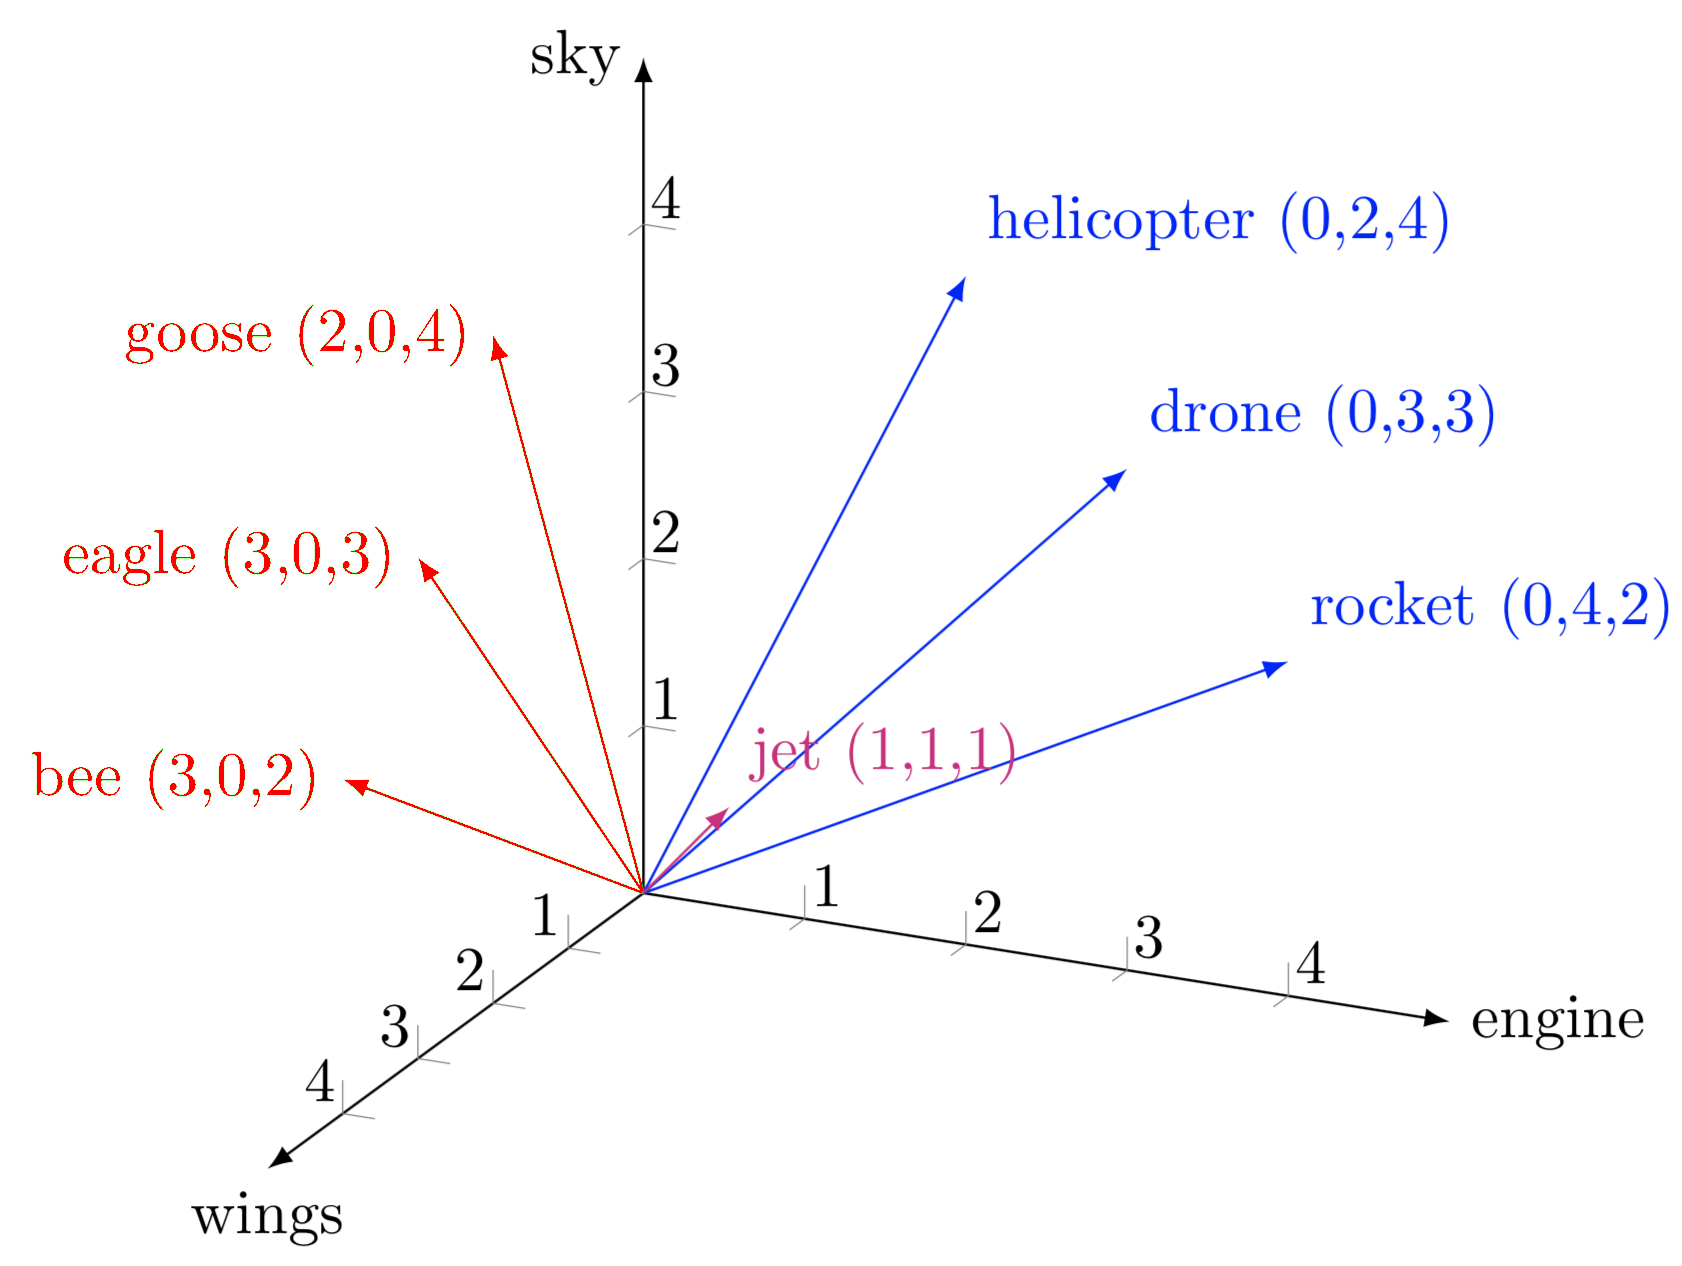 sky
4
helicopter (0,2,4)
goose (2,0,4)
3
drone (0,3,3)
2
eagle (3,0,3)
rocket (0,4,2)
1
jet (1,1,1)
bee (3,0,2)
1
2
3
4
engine
1
2
3
4
wings